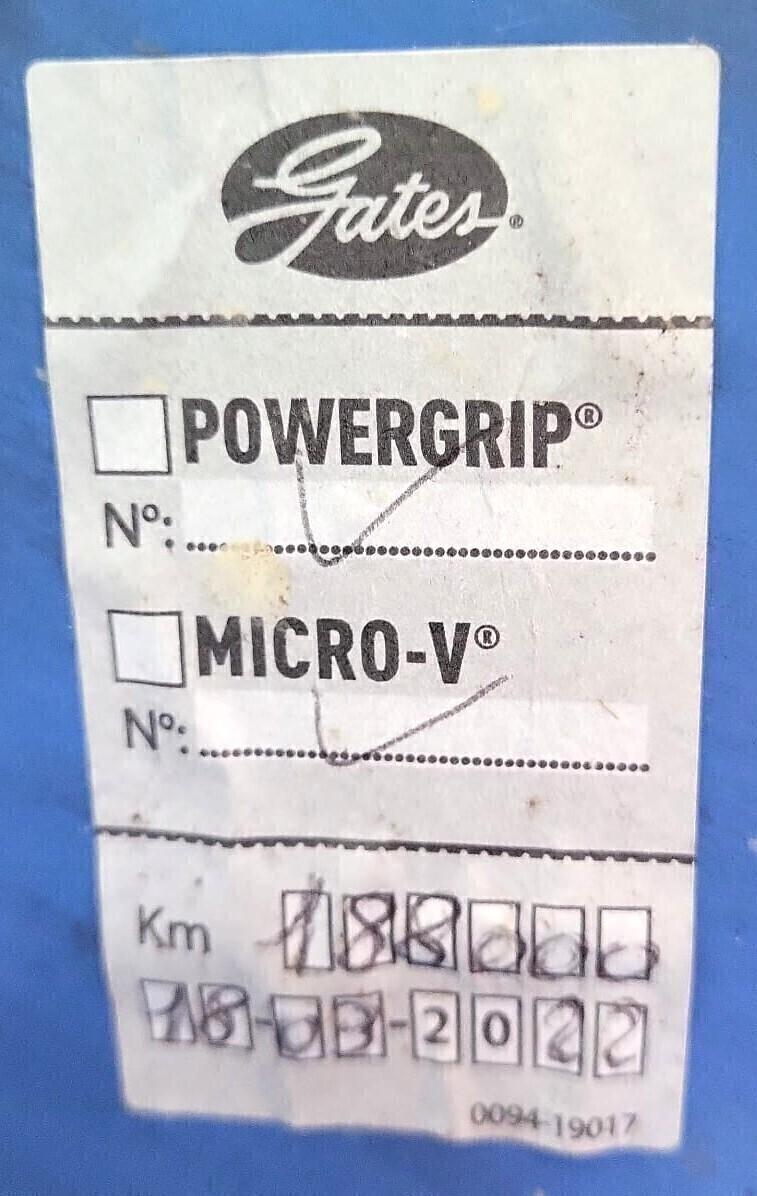 Gates®
POWERGRIP®
Nº:
MICRO-V®
Nº:
Km 188000
18-03-2022
0094-19017